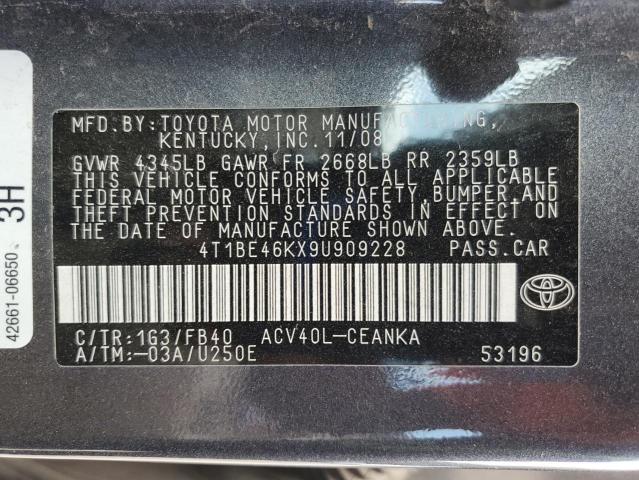 MFD.BY: TOYOTA MOTOR MANUFACTURING,
KENTUCKY, INC. 11/08
GVWR 4345LB GAWR FR 2668LB RR 2359LB
THIS VEHICLE CONFORMS TO ALL APPLICABLE
FEDERAL MOTOR VEHICLE SAFETY, BUMPER, AND
THEFT PREVENTION STANDARDS IN EFFECT ON
THE DATE OF MANUFACTURE SHOWN ABOVE.
4T1BE46KX9U909228 PASS.CAR
C/TR:1G3/FB40 ACV40L-CEANKA
A/TM:-03A/U250E 53196
42661-06650 3H